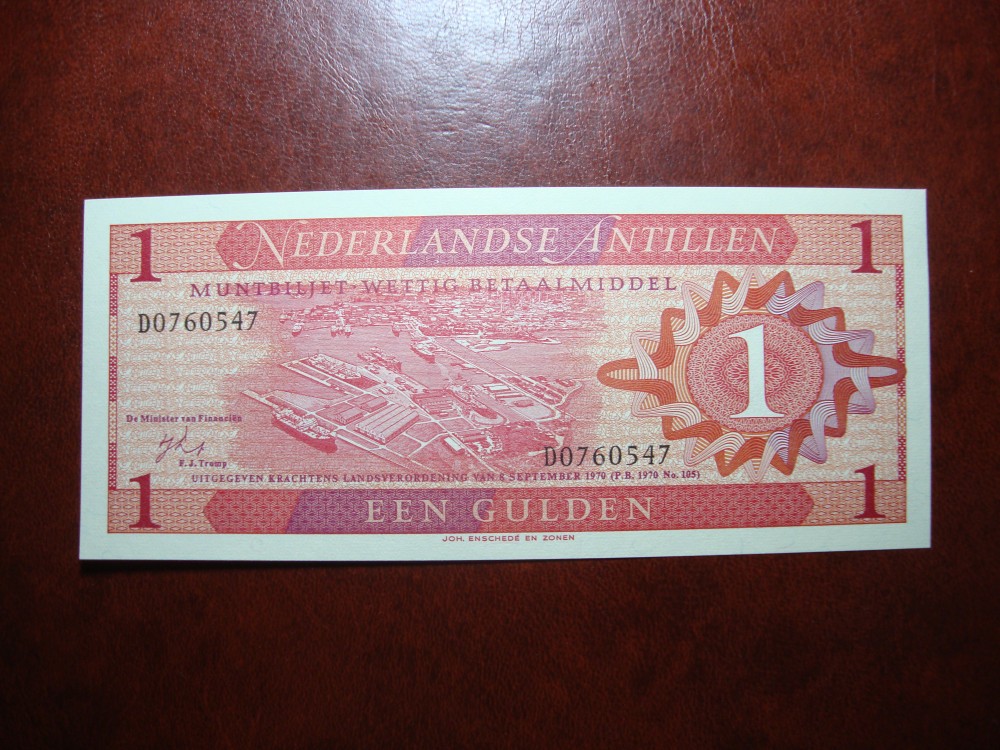 1 NEDERLANDSE ANTILLEN 1
MUNTBILJET-WETTIG BETAALMIDDEL
D0760547
1
De Minister van Financiën
F. J. Tromp
D0760547
UITGEGEVEN KRACHTENS LANDSVERORDENING VAN 8 SEPTEMBER 1970 (P.B. 1970 No. 105)
1 EEN GULDEN 1
JOH. ENSCHEDÉ EN ZONEN